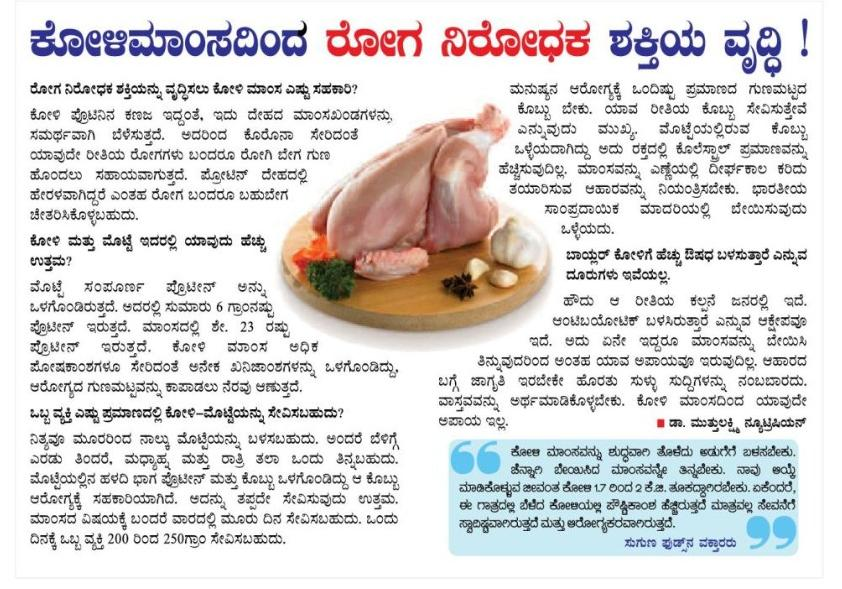 ಕೋಳಿಮಾಂಸದಿಂದ ರೋಗ ನಿರೋಧಕ ಶಕ್ತಿಯ ವೃದ್ಧಿ !
ರೋಗ ನಿರೋಧಕ ಶಕ್ತಿಯನ್ನು ವೃದ್ಧಿಸಲು ಕೋಳಿ ಮಾಂಸ ಎಷ್ಟು ಸಹಕಾರಿ?
ಕೋಳಿ ಪ್ರೊಟಿನಿನ ಕಣಜ ಇದ್ದಂತೆ, ಇದು ದೇಹದ ಮಾಂಸಖಂಡಗಳನ್ನು
ಸಮರ್ಥವಾಗಿ ಬೆಳೆಸುತ್ತದೆ. ಅದರಿಂದ ಕೊರೊನಾ ಸೇರಿದಂತೆ
ಯಾವುದೇ ರೀತಿಯ ರೋಗಗಳು ಬಂದರೂ ರೋಗಿ ಬೇಗ ಗುಣ
ಹೊಂದಲು ಸಹಾಯವಾಗುತ್ತದೆ. ಪ್ರೋಟಿನ್ ದೇಹದಲ್ಲಿ
ಹೇರಳವಾಗಿದ್ದರೆ ಎಂತಹ ರೋಗ ಬಂದರೂ ಬಹುಬೇಗ
ಚೇತರಿಸಿಕೊಳ್ಳಬಹುದು.
ಕೋಳಿ ಮತ್ತು ಮೊಟ್ಟೆ ಇದರಲ್ಲಿ ಯಾವುದು ಹೆಚ್ಚು
ಉತ್ತಮ?
ಮೊಟ್ಟೆ ಸಂಪೂರ್ಣ ಪ್ರೊಟೀನ್ ಅನ್ನು
ಒಳಗೊಂಡಿರುತ್ತದೆ. ಅದರಲ್ಲಿ ಸುಮಾರು 6 ಗ್ರಾಂನಷ್ಟು
ಪ್ರೊಟೀನ್ ಇರುತ್ತದೆ. ಮಾಂಸದಲ್ಲಿ ಶೇ. 23 ರಷ್ಟು
ಪ್ರೊಟೀನ್ ಇರುತ್ತದೆ. ಕೋಳಿ ಮಾಂಸ ಅಧಿಕ
ಪೋಷಕಾಂಶಗಳೂ ಸೇರಿದಂತೆ ಅನೇಕ ಖನಿಜಾಂಶಗಳನ್ನು ಒಳಗೊಂಡಿದ್ದು,
ಆರೋಗ್ಯದ ಗುಣಮಟ್ಟವನ್ನು ಕಾಪಾಡಲು ನೆರವು ಆಣುತ್ತದೆ.
ಒಬ್ಬ ವ್ಯಕ್ತಿ ಎಷ್ಟು ಪ್ರಮಾಣದಲ್ಲಿ ಕೋಳಿ-ಮೊಟ್ಟೆಯನ್ನು ಸೇವಿಸಬಹುದು?
ನಿತ್ಯವೂ ಮೂರರಿಂದ ನಾಲ್ಕು ಮೊಟ್ಟೆಯನ್ನು ಬಳಸಬಹುದು. ಅಂದರೆ ಬೆಳಿಗ್ಗೆ
ಎರಡು ತಿಂದರೆ, ಮಧ್ಯಾಹ್ನ ಮತ್ತು ರಾತ್ರಿ ತಲಾ ಒಂದು ತಿನ್ನಬಹುದು.
ಮೊಟ್ಟೆಯಲ್ಲಿನ ಹಳದಿ ಭಾಗ ಪ್ರೊಟೀನ್ ಮತ್ತು ಕೊಬ್ಬು ಒಳಗೊಂಡಿದ್ದು ಆ ಕೊಬ್ಬು
ಆರೋಗ್ಯಕ್ಕೆ ಸಹಕಾರಿಯಾಗಿದೆ. ಅದನ್ನು ತಪ್ಪದೇ ಸೇವಿಸುವುದು ಉತ್ತಮ.
ಮಾಂಸದ ವಿಷಯಕ್ಕೆ ಬಂದರೆ ವಾರದಲ್ಲಿ ಮೂರು ದಿನ ಸೇವಿಸಬಹುದು. ಒಂದು
ದಿನಕ್ಕೆ ಒಬ್ಬ ವ್ಯಕ್ತಿ 200 ರಿಂದ 250ಗ್ರಾಂ ಸೇವಿಸಬಹುದು.
ಮನುಷ್ಯನ ಆರೋಗ್ಯಕ್ಕೆ ಒಂದಿಷ್ಟು ಪ್ರಮಾಣದ ಗುಣಮಟ್ಟದ
ಕೊಬ್ಬು ಬೇಕು. ಯಾವ ರೀತಿಯ ಕೊಬ್ಬು ಸೇವಿಸುತ್ತೇವೆ
ಎನ್ನುವುದು ಮುಖ್ಯ. ಮೊಟ್ಟೆಯಲ್ಲಿರುವ ಕೊಬ್ಬು
ಒಳ್ಳೆಯದಾಗಿದ್ದು ಅದು ರಕ್ತದಲ್ಲಿ ಕೊಲೆಸ್ಟ್ರಾಲ್ ಪ್ರಮಾಣವನ್ನು
ಹೆಚ್ಚಿಸುವುದಿಲ್ಲ. ಮಾಂಸವನ್ನು ಎಣ್ಣೆಯಲ್ಲಿ ದೀರ್ಘಕಾಲ ಕರಿದು
ತಯಾರಿಸುವ ಆಹಾರವನ್ನು ನಿಯಂತ್ರಿಸಬೇಕು. ಭಾರತೀಯ
ಸಾಂಪ್ರದಾಯಿಕ ಮಾದರಿಯಲ್ಲಿ ಬೇಯಿಸುವುದು
ಒಳ್ಳೆಯದು.
ಬಾಯ್ಲರ್ ಕೋಳಿಗೆ ಹೆಚ್ಚು ಔಷಧ ಬಳಸುತ್ತಾರೆ ಎನ್ನುವ
ದೂರುಗಳು ಇವೆಯಲ್ಲ.
ಹೌದು ಆ ರೀತಿಯ ಕಲ್ಪನೆ ಜನರಲ್ಲಿ ಇದೆ.
ಆಂಟಿಬಯೋಟಿಕ್ ಬಳಸಿರುತ್ತಾರೆ ಎನ್ನುವ ಆಕ್ಷೇಪವೂ
ಇದೆ. ಅದು ಏನೇ ಇದ್ದರೂ ಮಾಂಸವನ್ನು ಬೇಯಿಸಿ
ತಿನ್ನುವುದರಿಂದ ಅಂತಹ ಯಾವ ಅಪಾಯವೂ ಇರುವುದಿಲ್ಲ. ಆಹಾರದ
ಬಗ್ಗೆ ಜಾಗೃತಿ ಇರಬೇಕೇ ಹೊರತು ಸುಳ್ಳು ಸುದ್ದಿಗಳನ್ನು ನಂಬಬಾರದು.
ವಾಸ್ತವವನ್ನು ಅರ್ಥಮಾಡಿಕೊಳ್ಳಬೇಕು. ಕೋಳಿ ಮಾಂಸದಿಂದ ಯಾವುದೇ
ಅಪಾಯ ಇಲ್ಲ.
■ ಡಾ. ಮುತ್ತುಲಕ್ಷ್ಮಿ ನ್ಯೂಟ್ರಿಷಿಯನ್
“ ಕೋಳಿ ಮಾಂಸವನ್ನು ಶುದ್ಧವಾಗಿ ತೊಳೆದು ಅಡುಗೆಗೆ ಬಳಸಬೇಕು.
ಚೆನ್ನಾಗಿ ಬೇಯಿಸಿದ ಮಾಂಸವನ್ನೇ ತಿನ್ನಬೇಕು. ನಾವು ಆಯ್ಕೆ
ಮಾಡಿಕೊಳ್ಳುವ ಜೀವಂತ ಕೋಳಿ 1.7 ರಿಂದ 2 ಕೆ.ಜಿ. ತೂಕದ್ದಾಗಿರಬೇಕು. ಏಕೆಂದರೆ,
ಈ ಗಾತ್ರದಲ್ಲಿ ಬೆಳೆದ ಕೋಳಿಯಲ್ಲಿ ಪೌಷ್ಟಿಕಾಂಶ ಹೆಚ್ಚಿರುತ್ತದೆ ಮಾತ್ರವಲ್ಲ ಸೇವನೆಗೆ
ಸ್ವಾದಿಷ್ಟವಾಗಿರುತ್ತದೆ ಮತ್ತು ಆರೋಗ್ಯಕರವಾಗಿರುತ್ತದೆ. ”
ಸುಗುಣ ಫುಡ್ಸ್‌ನ ವಕ್ತಾರರು